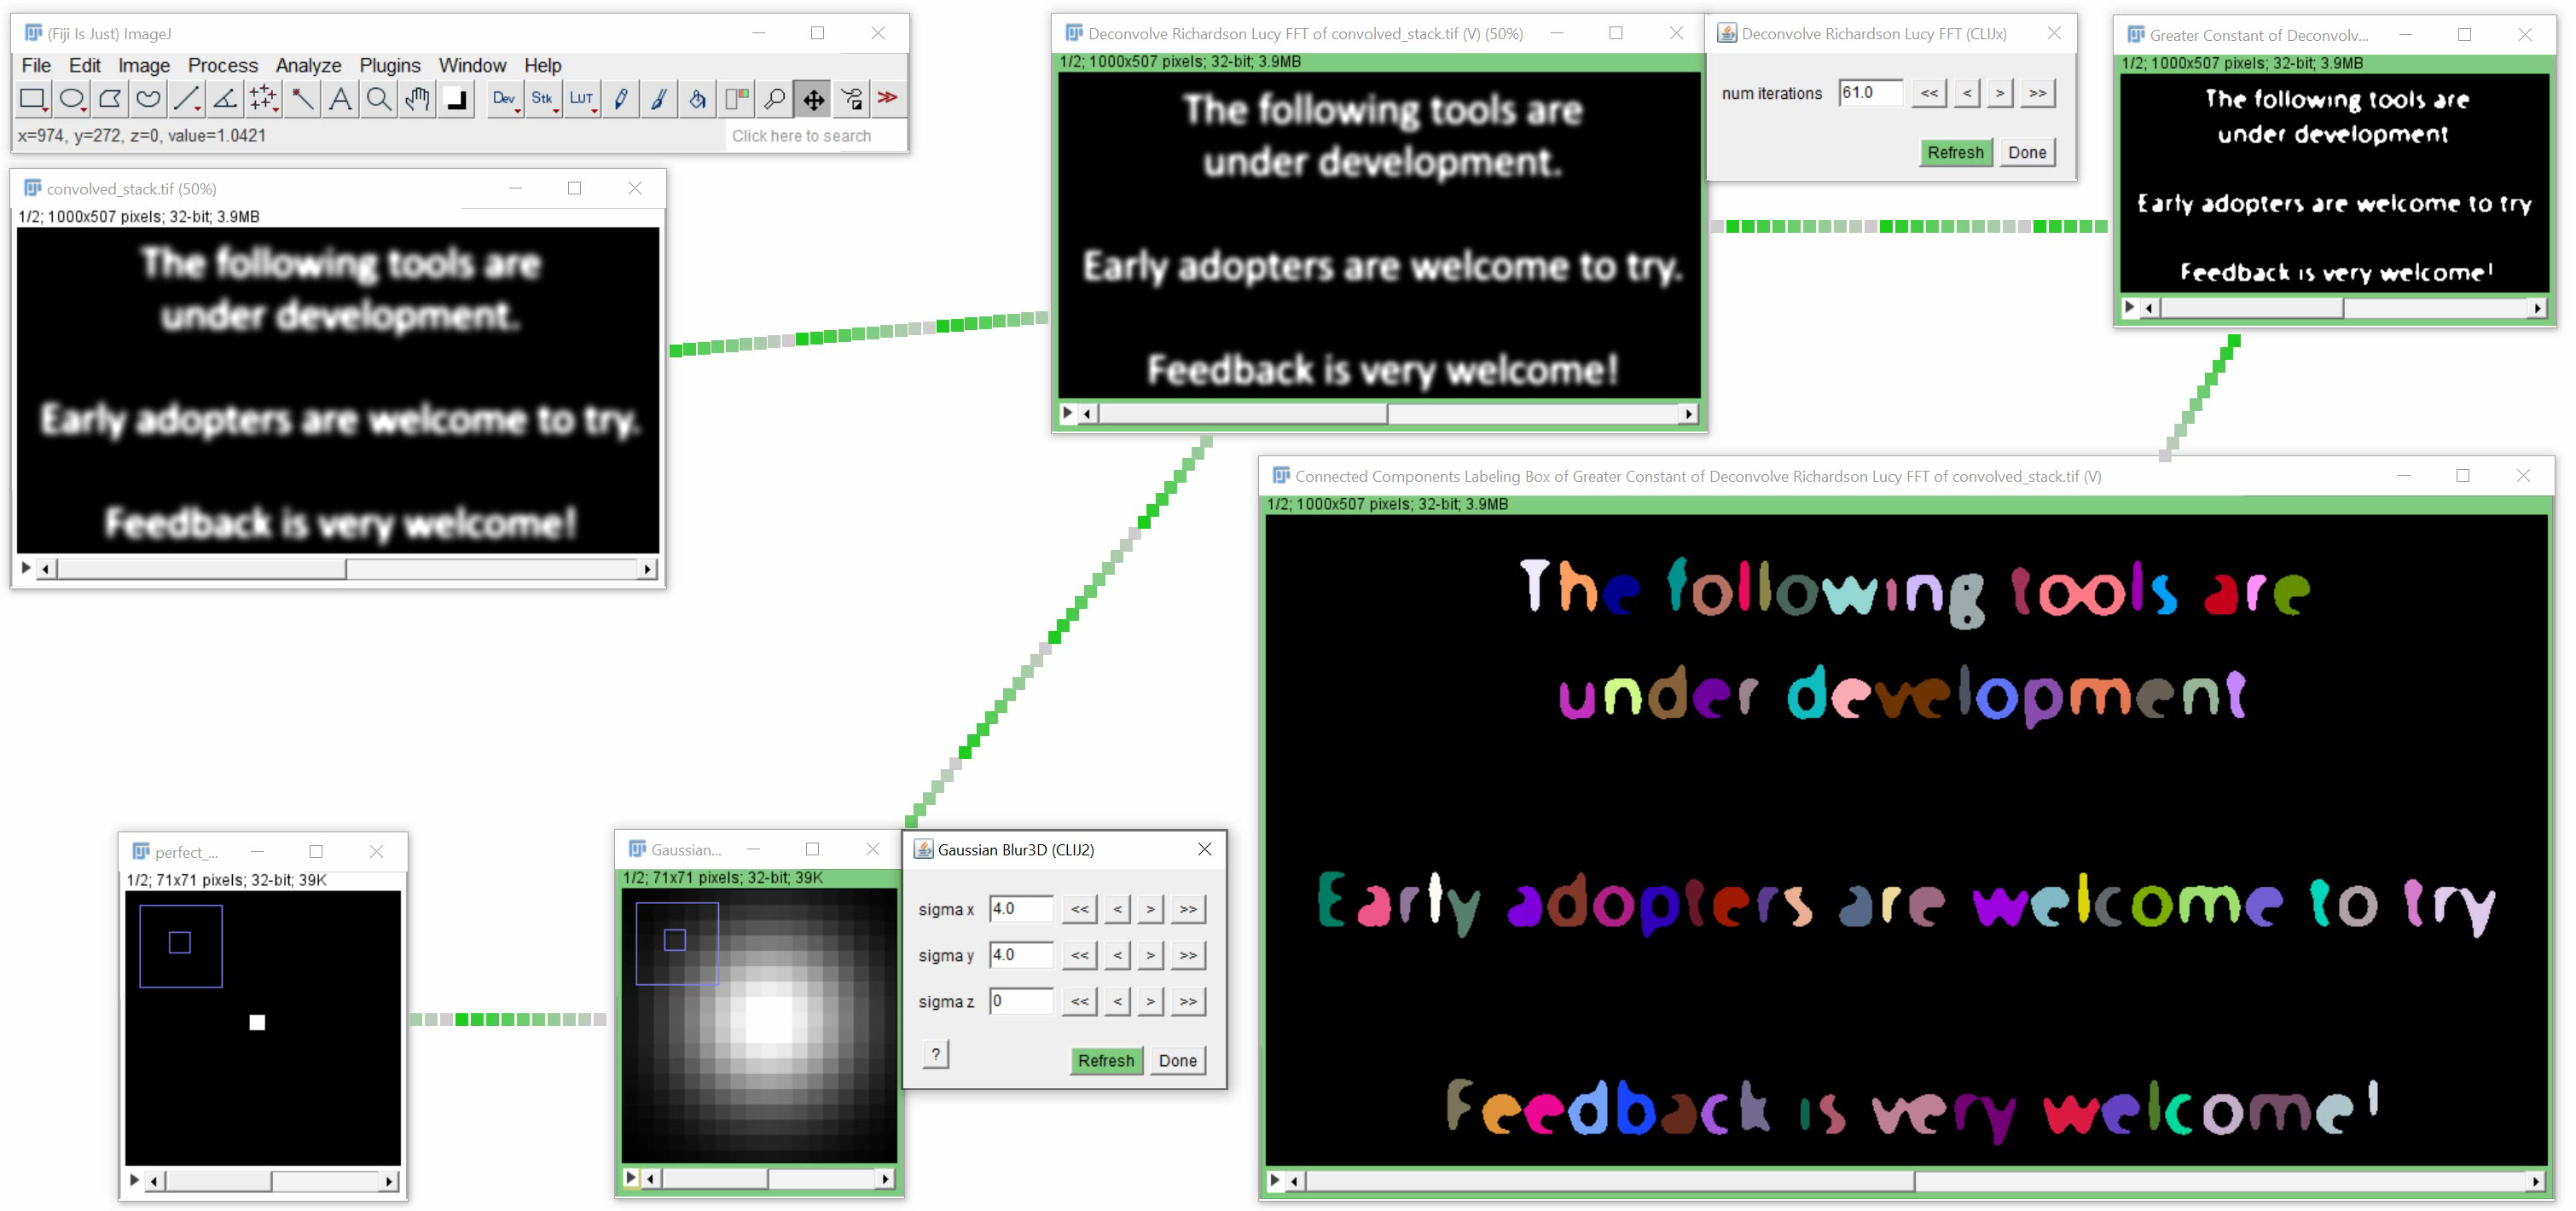 (Fiji Is Just) ImageJ
File Edit Image Process Analyze Plugins Window Help
Dev Stk LUT
x=974, y=272, z=0, value=1.0421
Click here to search
convolved_stack.tif (50%)
1/2; 1000x507 pixels; 32-bit; 3.9MB
The following tools are
under development.
Early adopters are welcome to try.
Feedback is very welcome!
Deconvolve Richardson Lucy FFT of convolved_stack.tif (V) (50%)
1/2; 1000x507 pixels; 32-bit; 3.9MB
The following tools are
under development.
Early adopters are welcome to try.
Feedback is very welcome!
Deconvolve Richardson Lucy FFT (CLIJx)
num iterations 61.0 << < > >>
Refresh Done
Greater Constant of Deconvolv...
1/2; 1000x507 pixels; 32-bit; 3.9MB
The following tools are
under development
Early adopters are welcome to try
Feedback is very welcome!
Connected Components Labeling Box of Greater Constant of Deconvolve Richardson Lucy FFT of convolved_stack.tif (V)
1/2; 1000x507 pixels; 32-bit; 3.9MB
The following tools are
under development
Early adopters are welcome to try
Feedback is very welcome!
perfect_...
1/2; 71x71 pixels; 32-bit; 39K
Gaussian...
1/2; 71x71 pixels; 32-bit; 39K
Gaussian Blur3D (CLIJ2)
sigma x 4.0 << < > >>
sigma y 4.0 << < > >>
sigma z 0 << < > >>
?
Refresh Done